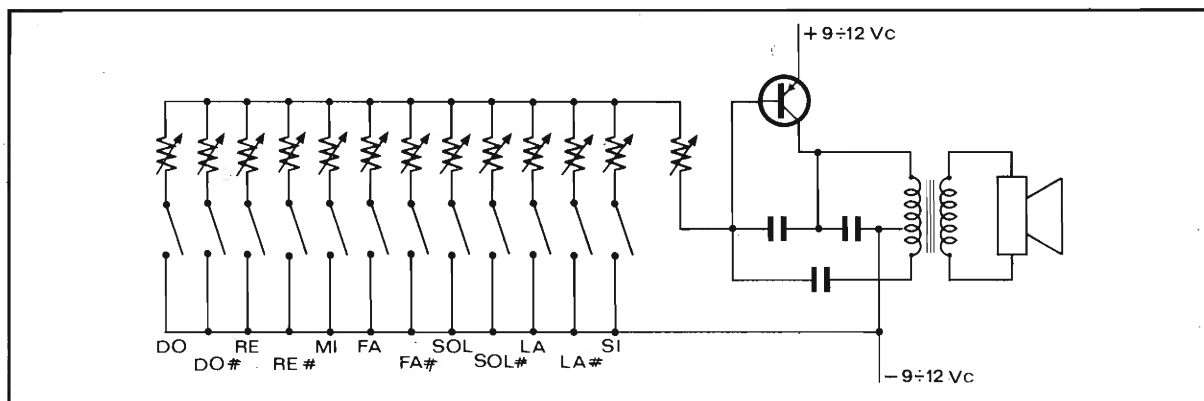 +9÷12 Vc
DO RE MI FA SOL LA SI
DO# RE# FA# SOL# LA#
−9÷12 Vc